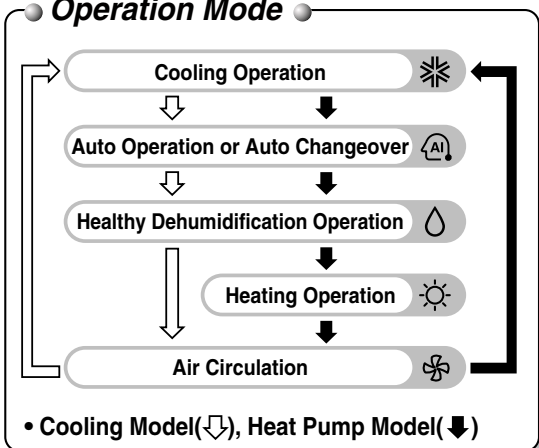 Operation Mode
Cooling Operation
Auto Operation or Auto Changeover
AI
Healthy Dehumidification Operation
Heating Operation
Air Circulation
• Cooling Model(⇩), Heat Pump Model(⬇)